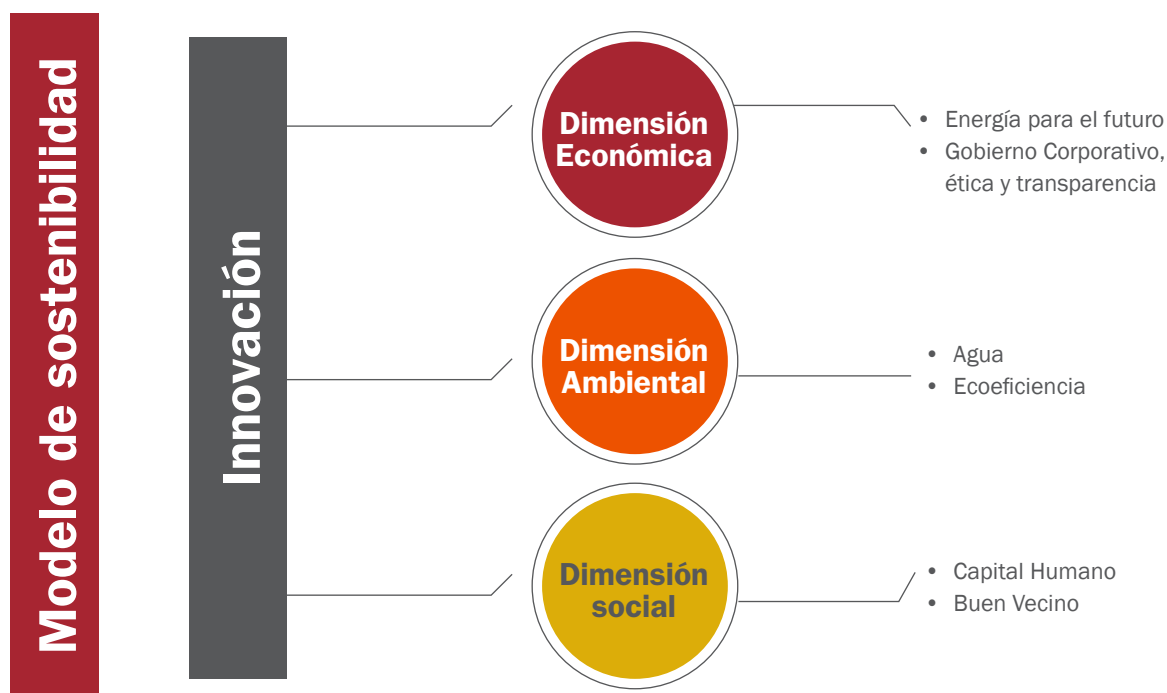 Modelo de sostenibilidad
Innovación
Dimensión
Económica
• Energía para el futuro
• Gobierno Corporativo,
ética y transparencia
Dimensión
Ambiental
• Agua
• Ecoeficiencia
Dimensión
social
• Capital Humano
• Buen Vecino